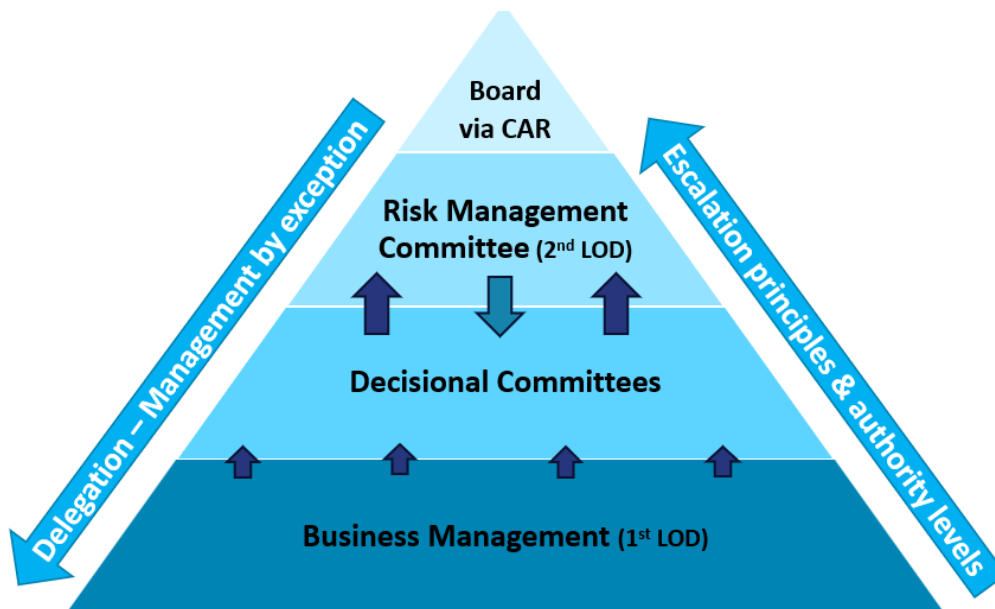 Board
via CAR
Delegation – Management by exception
Escalation principles & authority levels
Risk Management
Committee (2nd LOD)
Decisional Committees
Business Management (1st LOD)